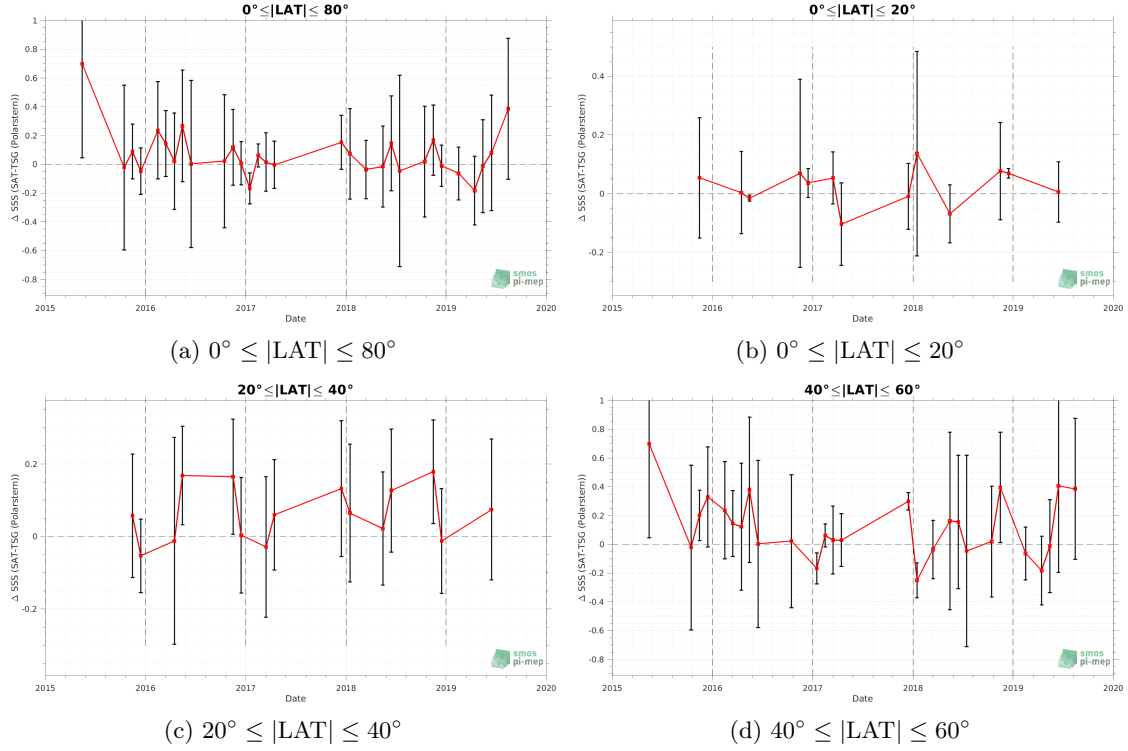 0°≤|LAT|≤ 80°
Δ SSS (SAT-TSG (Polarstern))
1
0.8
0.6
0.4
0.2
0
-0.2
-0.4
-0.6
-0.8
2015 2016 2017 2018 2019 2020
Date
smos
pi-mep
(a) 0° ≤ |LAT| ≤ 80°
0°≤|LAT|≤ 20°
Δ SSS (SAT-TSG (Polarstern))
0.4
0.2
0
-0.2
2015 2016 2017 2018 2019 2020
Date
smos
pi-mep
(b) 0° ≤ |LAT| ≤ 20°
20°≤|LAT|≤ 40°
Δ SSS (SAT-TSG (Polarstern))
0.2
0
-0.2
2015 2016 2017 2018 2019 2020
Date
smos
pi-mep
(c) 20° ≤ |LAT| ≤ 40°
40°≤|LAT|≤ 60°
Δ SSS (SAT-TSG (Polarstern))
1
0.8
0.6
0.4
0.2
0
-0.2
-0.4
-0.6
-0.8
2015 2016 2017 2018 2019 2020
Date
smos
pi-mep
(d) 40° ≤ |LAT| ≤ 60°